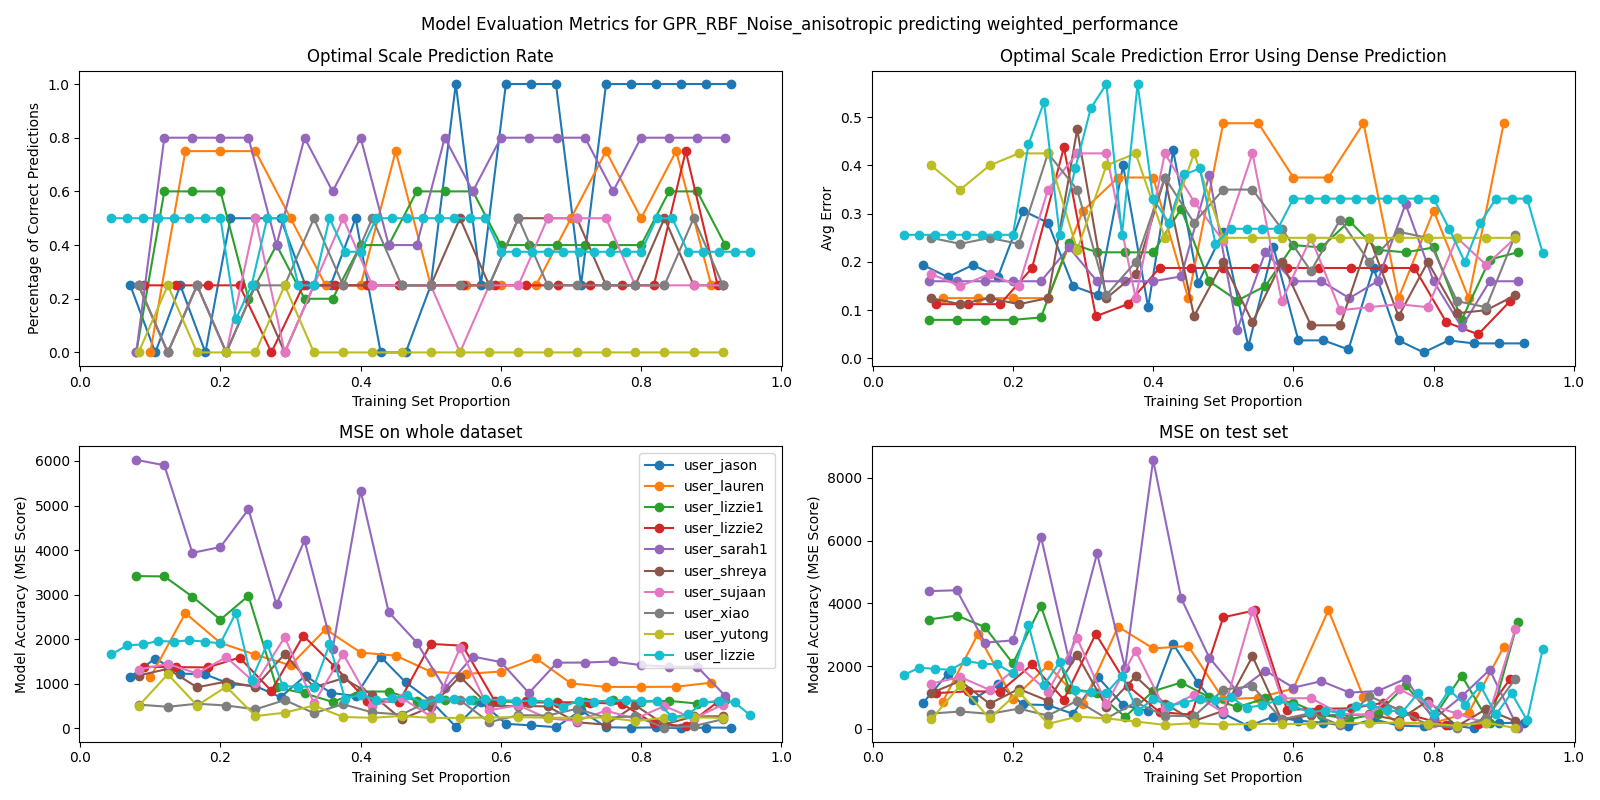 Model Evaluation Metrics for GPR_RBF_Noise_anisotropic predicting weighted_performance
Optimal Scale Prediction Rate
Percentage of Correct Predictions
1.0
0.8
0.6
0.4
0.2
0.0
0.0 0.2 0.4 0.6 0.8 1.0
Training Set Proportion
Optimal Scale Prediction Error Using Dense Prediction
Avg Error
0.5
0.4
0.3
0.2
0.1
0.0
0.0 0.2 0.4 0.6 0.8 1.0
Training Set Proportion
MSE on whole dataset
Model Accuracy (MSE Score)
6000
5000
4000
3000
2000
1000
0
0.0 0.2 0.4 0.6 0.8 1.0
Training Set Proportion
user_jason
user_lauren
user_lizzie1
user_lizzie2
user_sarah1
user_shreya
user_sujaan
user_xiao
user_yutong
user_lizzie
MSE on test set
Model Accuracy (MSE Score)
8000
6000
4000
2000
0
0.0 0.2 0.4 0.6 0.8 1.0
Training Set Proportion